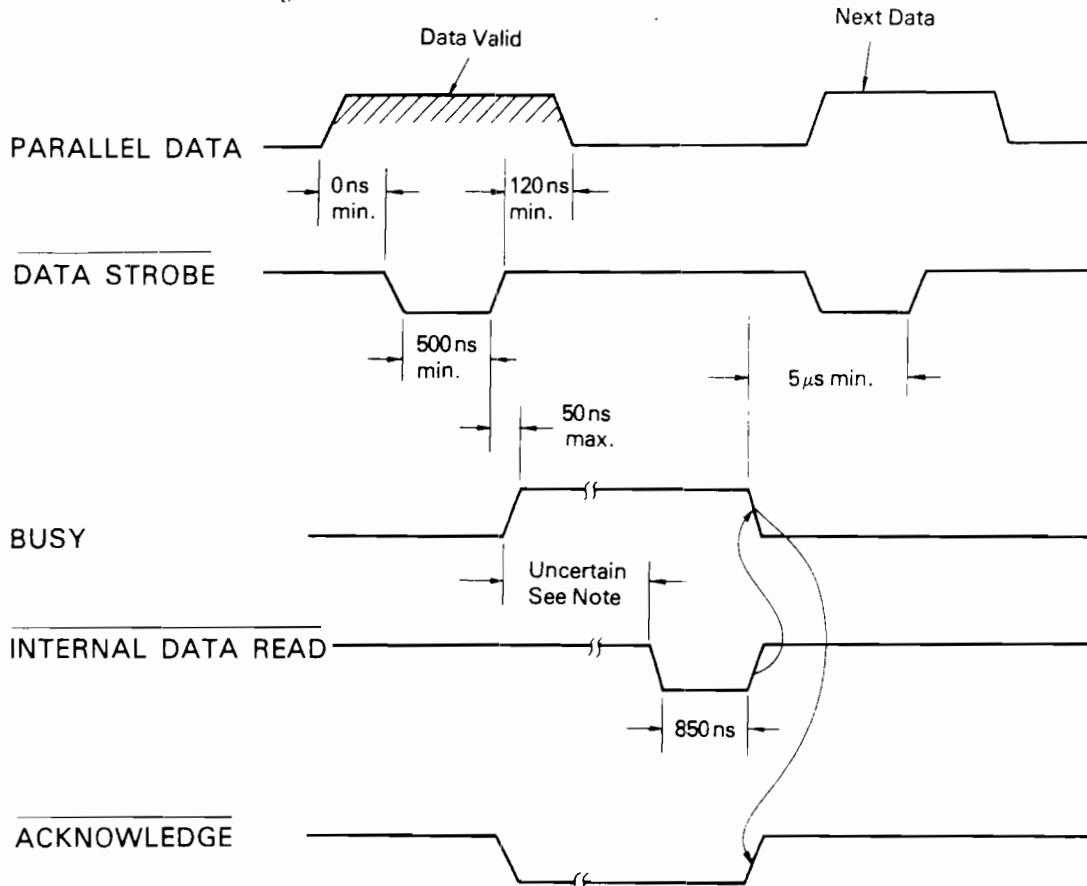 Next Data
Data Valid
PARALLEL DATA
0ns
min.
120ns
min.
DATA STROBE
500ns
min.
5μs min.
50ns
max.
BUSY
Uncertain
See Note
INTERNAL DATA READ
850ns
ACKNOWLEDGE